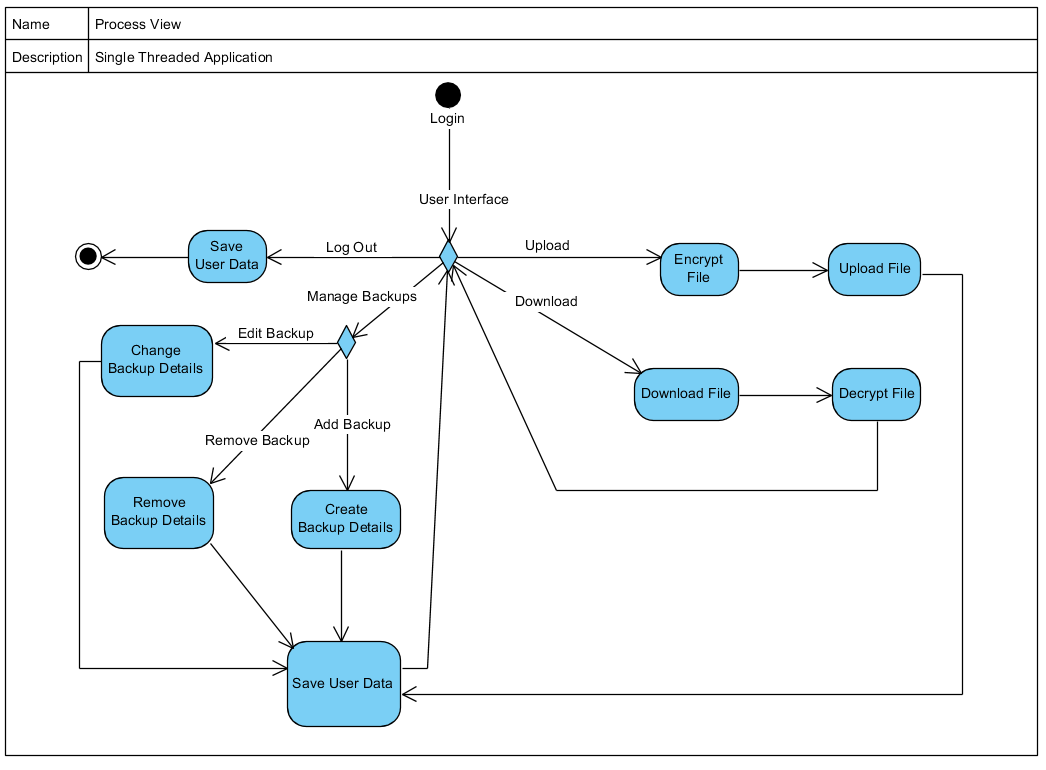 Name
Process View
Description
Single Threaded Application
Login
User Interface
Save
User Data
Log Out
Upload
Encrypt
File
Upload File
Manage Backups
Download
Edit Backup
Change
Backup Details
Download File
Decrypt File
Add Backup
Remove Backup
Remove
Backup Details
Create
Backup Details
Save User Data